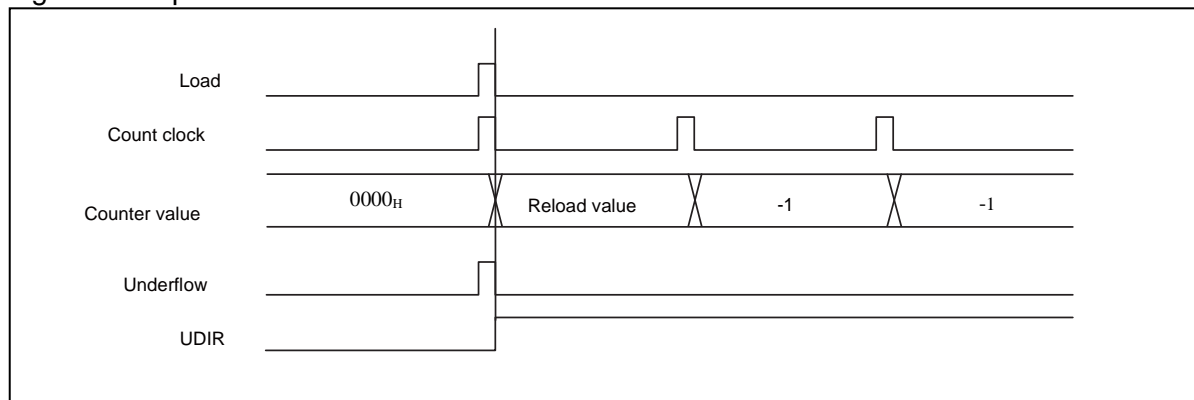 Load
Count clock
Counter value 0000H Reload value -1 -1
Underflow
UDIR